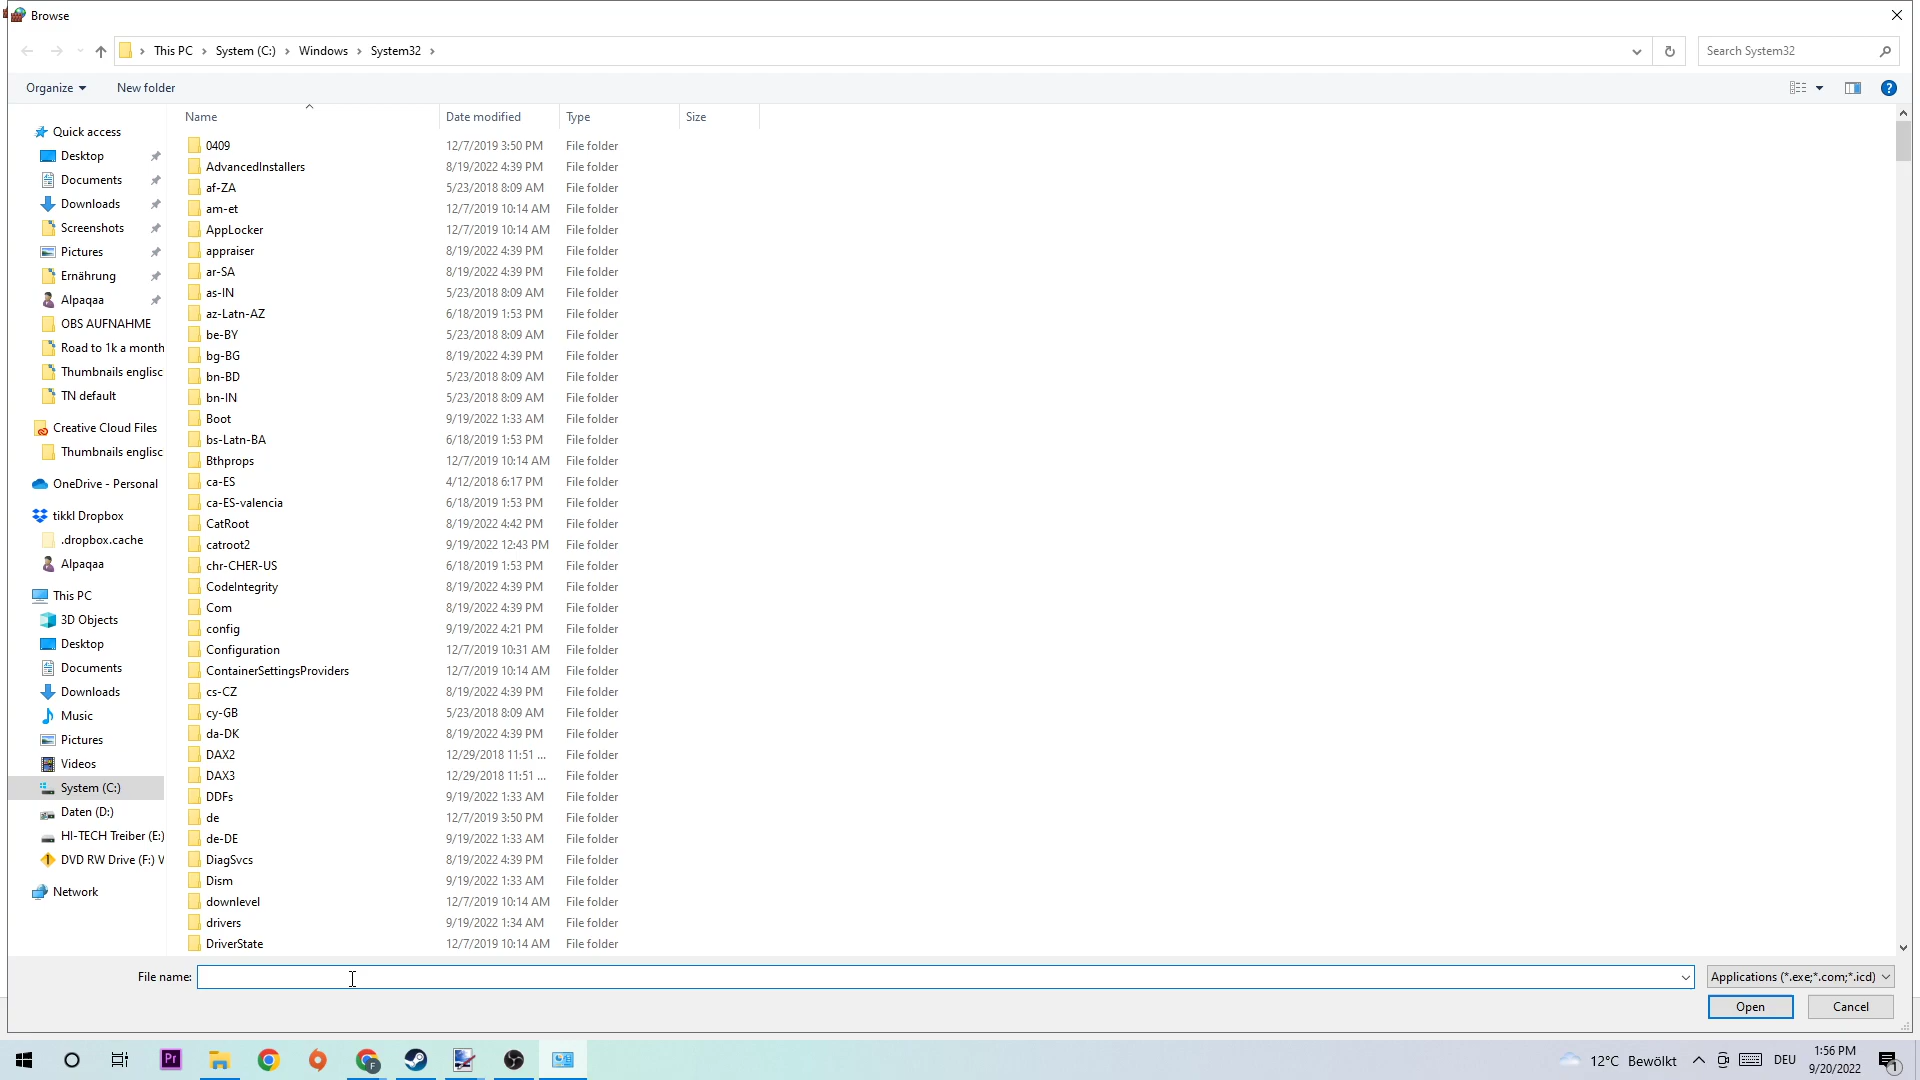 Browse
This PC > System (C:) > Windows > System32 >
Search System32
Organize
New folder
Name Date modified Type Size
Quick access
Desktop
Documents
Downloads
Screenshots
Pictures
Ernährung
Alpaqaa
OBS AUFNAHME
Road to 1k a month
Thumbnails englisc
TN default
Creative Cloud Files
Thumbnails englisc
OneDrive - Personal
tikkl Dropbox
.dropbox.cache
Alpaqaa
This PC
3D Objects
Desktop
Documents
Downloads
Music
Pictures
Videos
System (C:)
Daten (D:)
HI-TECH Treiber (E:)
DVD RW Drive (F:) V
Network
0409 12/7/2019 3:50 PM File folder
AdvancedInstallers 8/19/2022 4:39 PM File folder
af-ZA 5/23/2018 8:09 AM File folder
am-et 12/7/2019 10:14 AM File folder
AppLocker 12/7/2019 10:14 AM File folder
appraiser 8/19/2022 4:39 PM File folder
ar-SA 8/19/2022 4:39 PM File folder
as-IN 5/23/2018 8:09 AM File folder
az-Latn-AZ 6/18/2019 1:53 PM File folder
be-BY 5/23/2018 8:09 AM File folder
bg-BG 8/19/2022 4:39 PM File folder
bn-BD 5/23/2018 8:09 AM File folder
bn-IN 5/23/2018 8:09 AM File folder
Boot 9/19/2022 1:33 AM File folder
bs-Latn-BA 6/18/2019 1:53 PM File folder
Bthprops 12/7/2019 10:14 AM File folder
ca-ES 4/12/2018 6:17 PM File folder
ca-ES-valencia 6/18/2019 1:53 PM File folder
CatRoot 8/19/2022 4:42 PM File folder
catroot2 9/19/2022 12:43 PM File folder
chr-CHER-US 6/18/2019 1:53 PM File folder
CodeIntegrity 8/19/2022 4:39 PM File folder
Com 8/19/2022 4:39 PM File folder
config 9/19/2022 4:21 PM File folder
Configuration 12/7/2019 10:31 AM File folder
ContainerSettingsProviders 12/7/2019 10:14 AM File folder
cs-CZ 8/19/2022 4:39 PM File folder
cy-GB 5/23/2018 8:09 AM File folder
da-DK 8/19/2022 4:39 PM File folder
DAX2 12/29/2018 11:51 ... File folder
DAX3 12/29/2018 11:51 ... File folder
DDFs 9/19/2022 1:33 AM File folder
de 12/7/2019 3:50 PM File folder
de-DE 9/19/2022 1:33 AM File folder
DiagSvcs 8/19/2022 4:39 PM File folder
Dism 9/19/2022 1:33 AM File folder
downlevel 12/7/2019 10:14 AM File folder
drivers 9/19/2022 1:34 AM File folder
DriverState 12/7/2019 10:14 AM File folder
File name:
Applications (*.exe;*.com;*.icd)
Open
Cancel
Pr
F
12°C Bewölkt
DEU
1:56 PM
9/20/2022
1